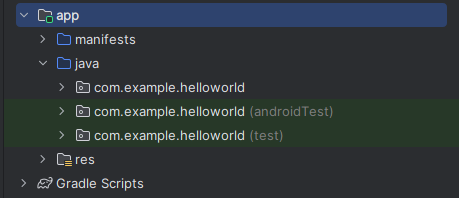 app
manifests
java
com.example.helloworld
com.example.helloworld (androidTest)
com.example.helloworld (test)
res
Gradle Scripts